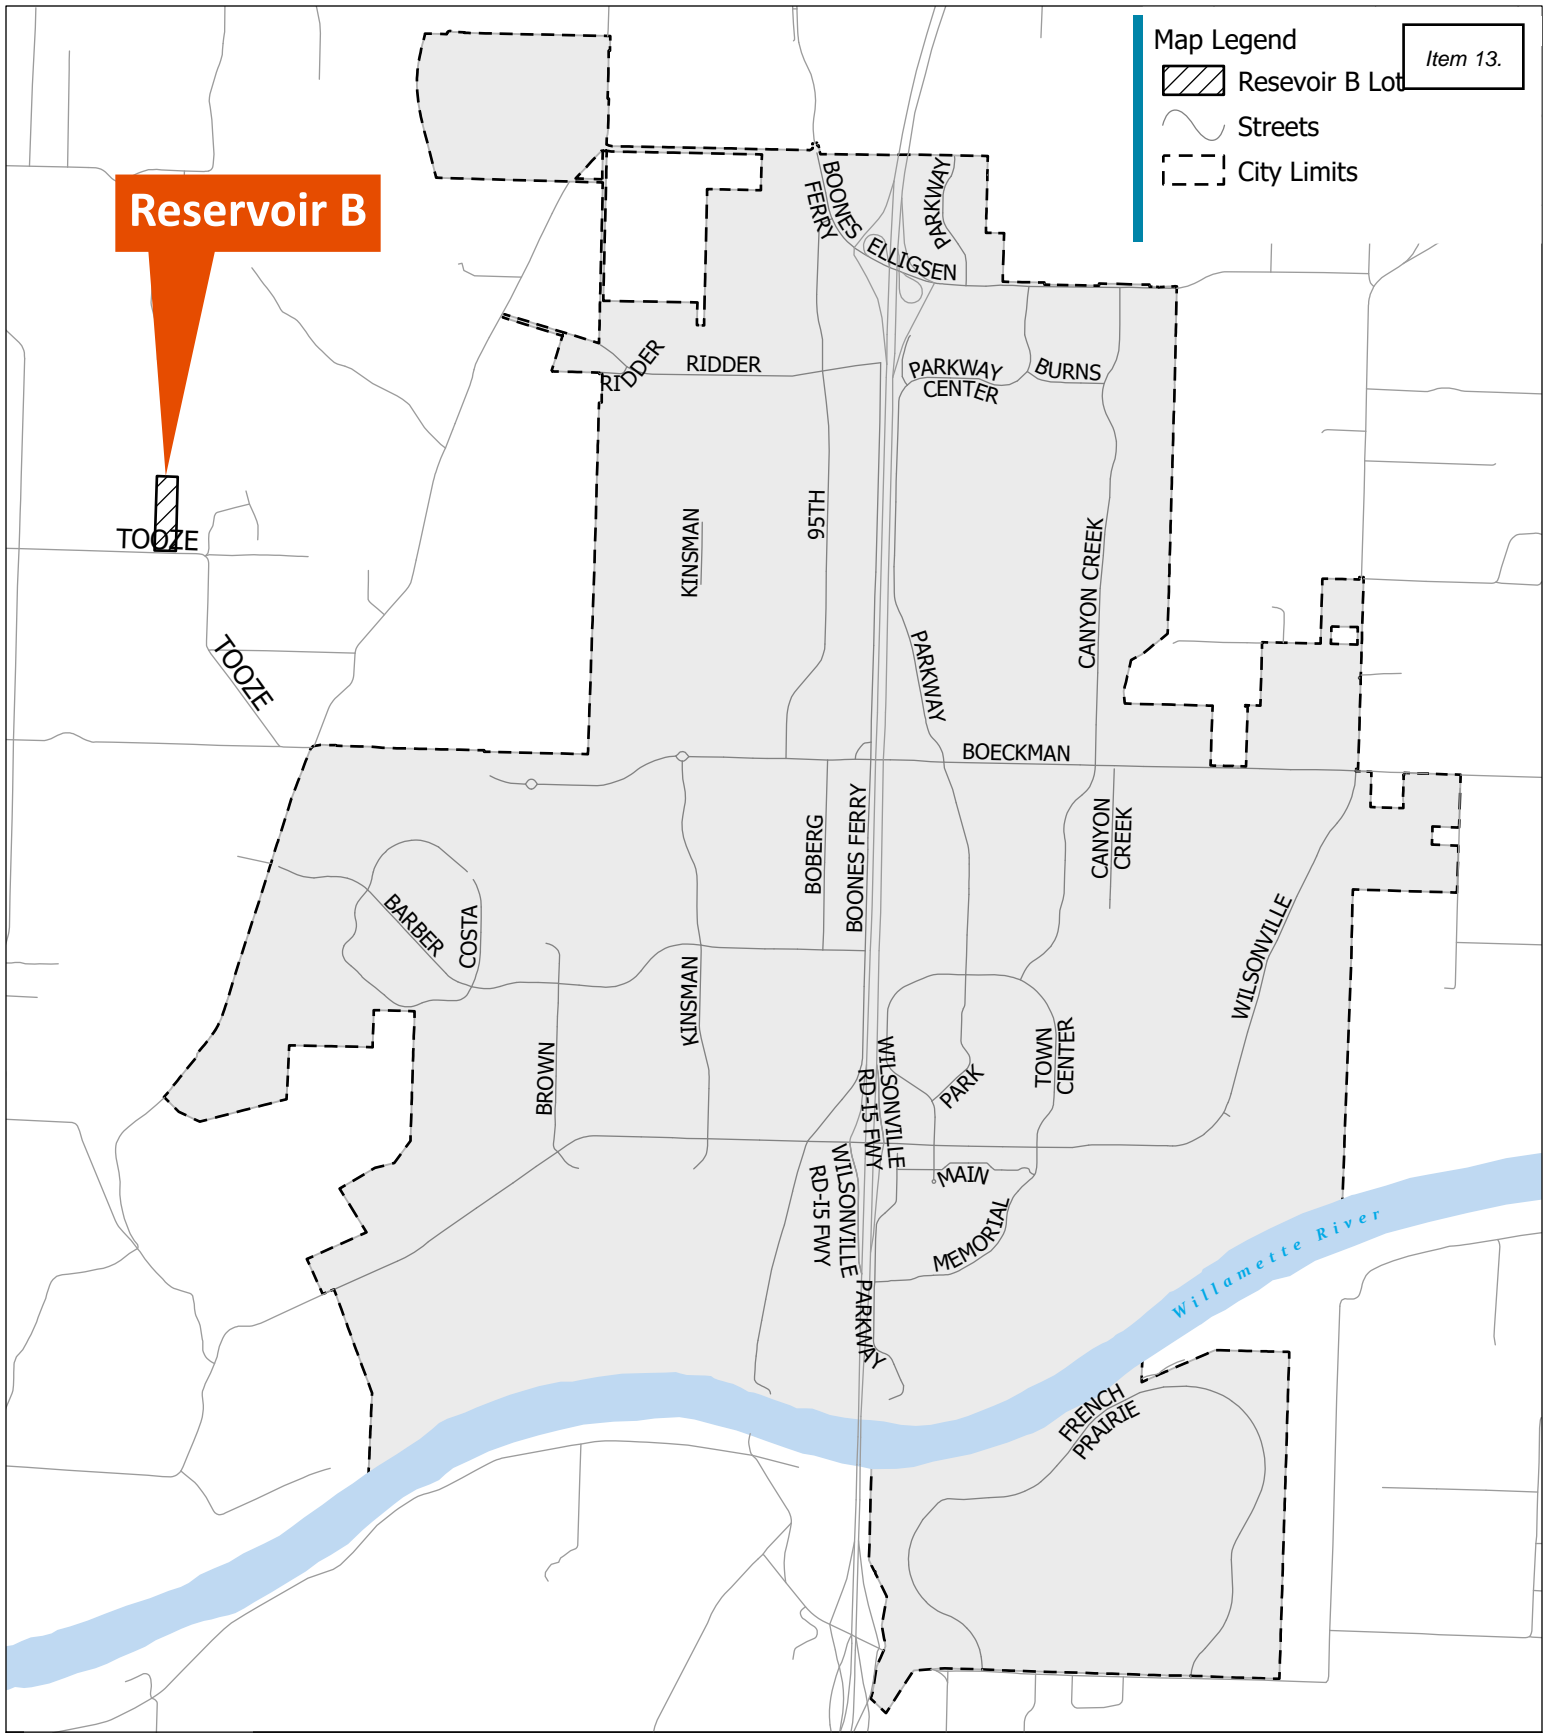 Map Legend
Item 13.
Resevoir B Lot
Streets
City Limits
Reservoir B
BOONES
FERRY
PARKWAY
ELLIGSEN
RIDDER
RIDDER
PARKWAY
CENTER
BURNS
TOOZE
KINSMAN
95TH
CANYON CREEK
TOOZE
PARKWAY
BOECKMAN
BOBERG
BOONES FERRY
CANYON
CREEK
BARBER
COSTA
KINSMAN
WILSONVILLE
BROWN
WILSONVILLE
RD-I5 FWY
PARK
TOWN
CENTER
WILSONVILLE
RD-I5 FWY
MAIN
MEMORIAL
PARKWAY
Willamette River
FRENCH
PRAIRIE